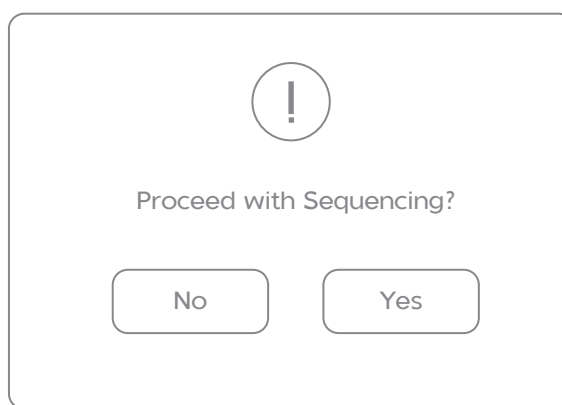 !
Proceed with Sequencing?
No
Yes